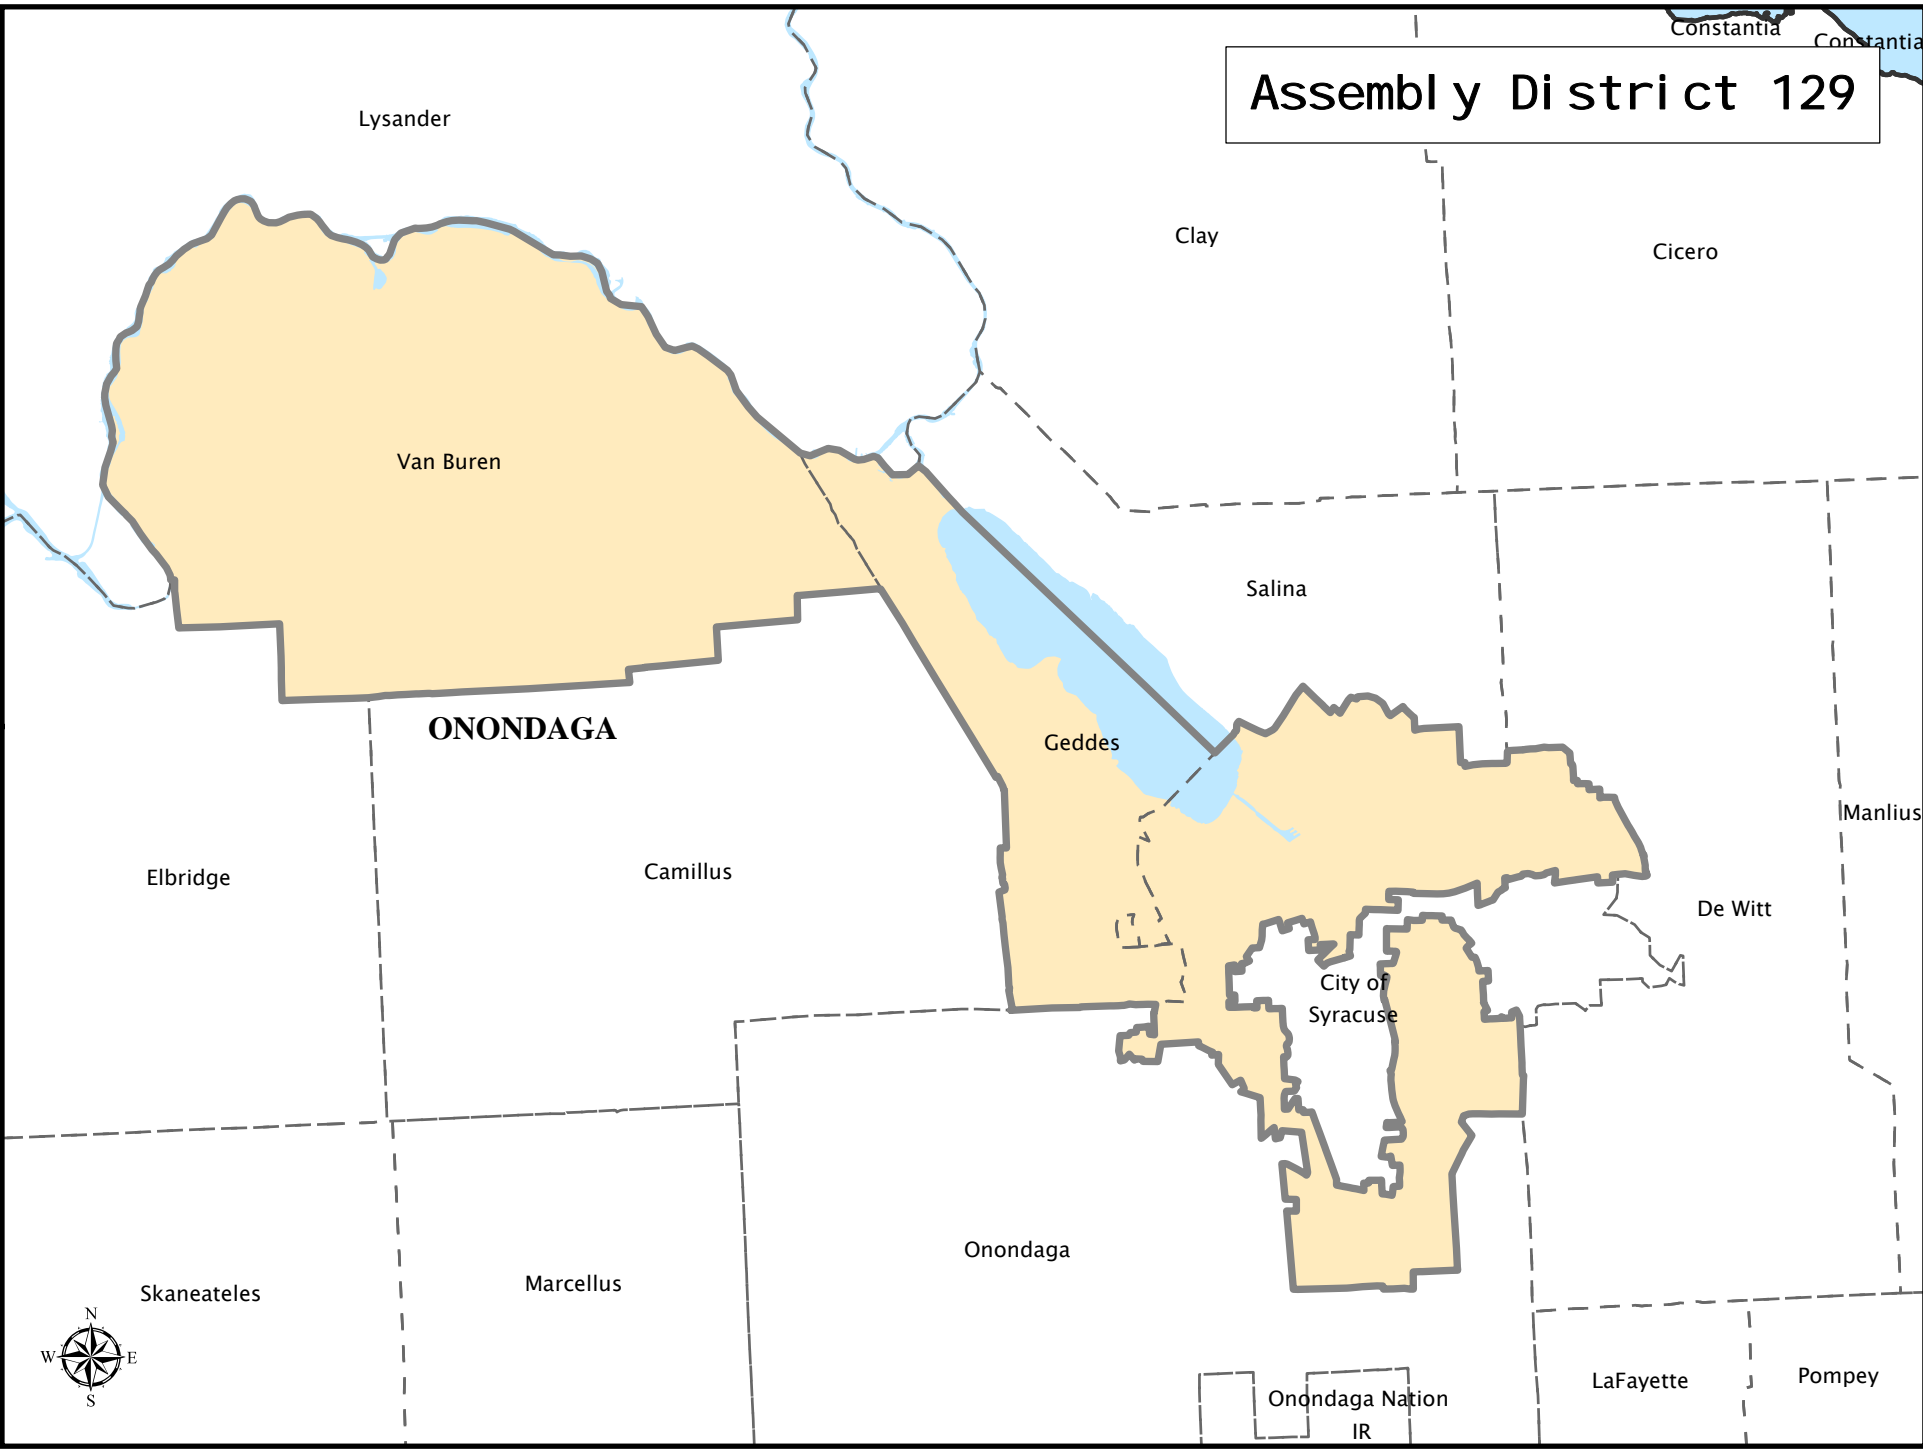 Constantia
Constantia
Assembly District 129
Lysander
Clay
Cicero
Van Buren
Salina
ONONDAGA
Geddes
Manlius
Elbridge
Camillus
De Witt
City of
Syracuse
Onondaga
Skaneateles
Marcellus
N
W
E
S
LaFayette
Pompey
Onondaga Nation
IR